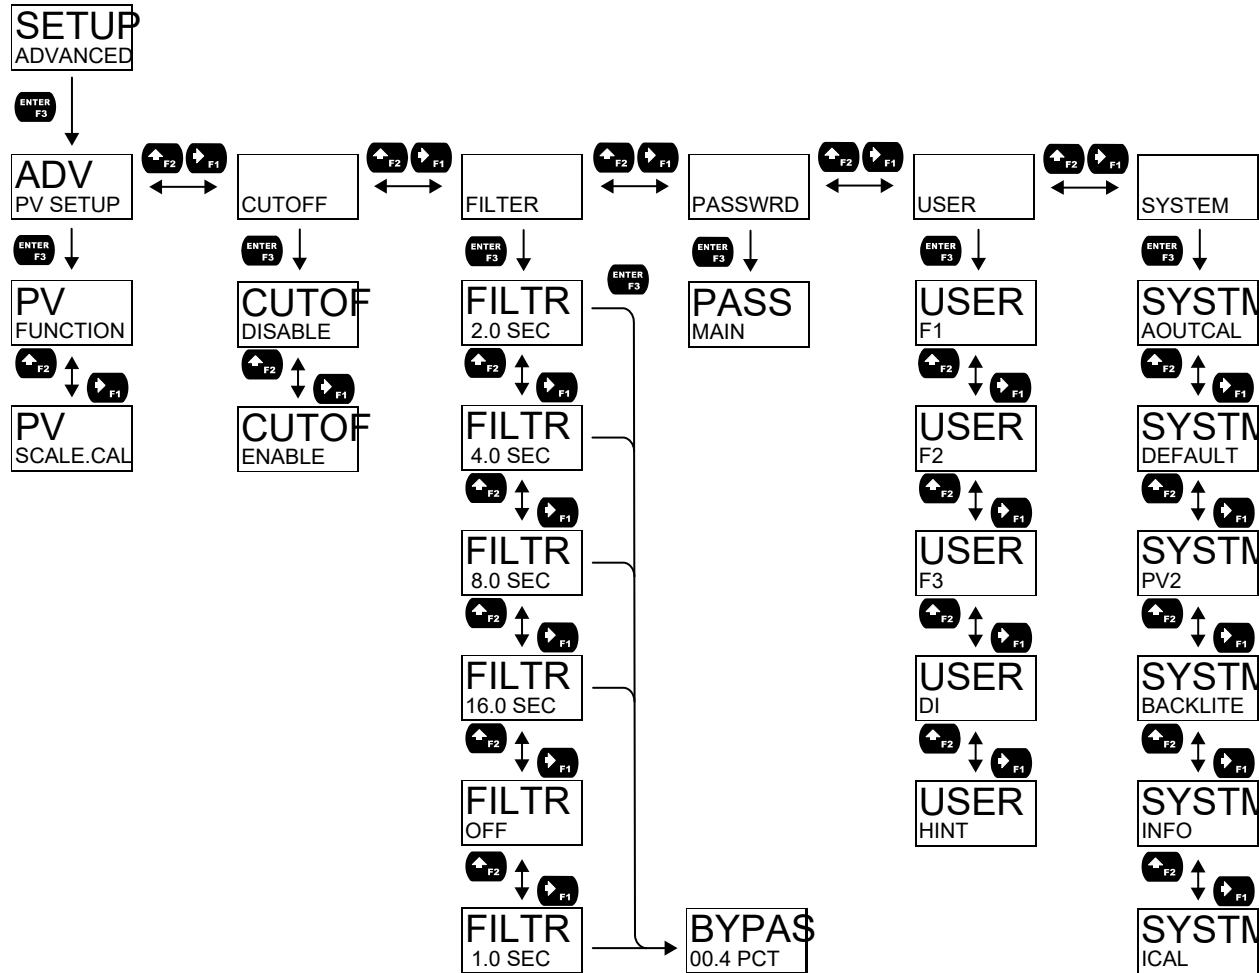 SETUP
ADVANCED
ENTER F3
ADV
PV SETUP
F2 F1
CUTOFF
F2 F1
FILTER
F2 F1
PASSWRD
F2 F1
USER
F2 F1
SYSTEM
ENTER F3
PV
FUNCTION
F2
F1
PV
SCALE.CAL
ENTER F3
CUTOF
DISABLE
F2
F1
CUTOF
ENABLE
ENTER F3
FILTR
2.0 SEC
F2
F1
FILTR
4.0 SEC
F2
F1
FILTR
8.0 SEC
F2
F1
FILTR
16.0 SEC
F2
F1
FILTR
OFF
F2
F1
FILTR
1.0 SEC
ENTER F3
BYPAS
00.4 PCT
ENTER F3
PASS
MAIN
ENTER F3
USER
F1
F2
F1
USER
F2
F2
F1
USER
F3
F2
F1
USER
DI
F2
F1
USER
HINT
ENTER F3
SYSTM
AOUTCAL
F2
F1
SYSTM
DEFAULT
F2
F1
SYSTM
PV2
F2
F1
SYSTM
BACKLITE
F2
F1
SYSTM
INFO
F2
F1
SYSTM
ICAL